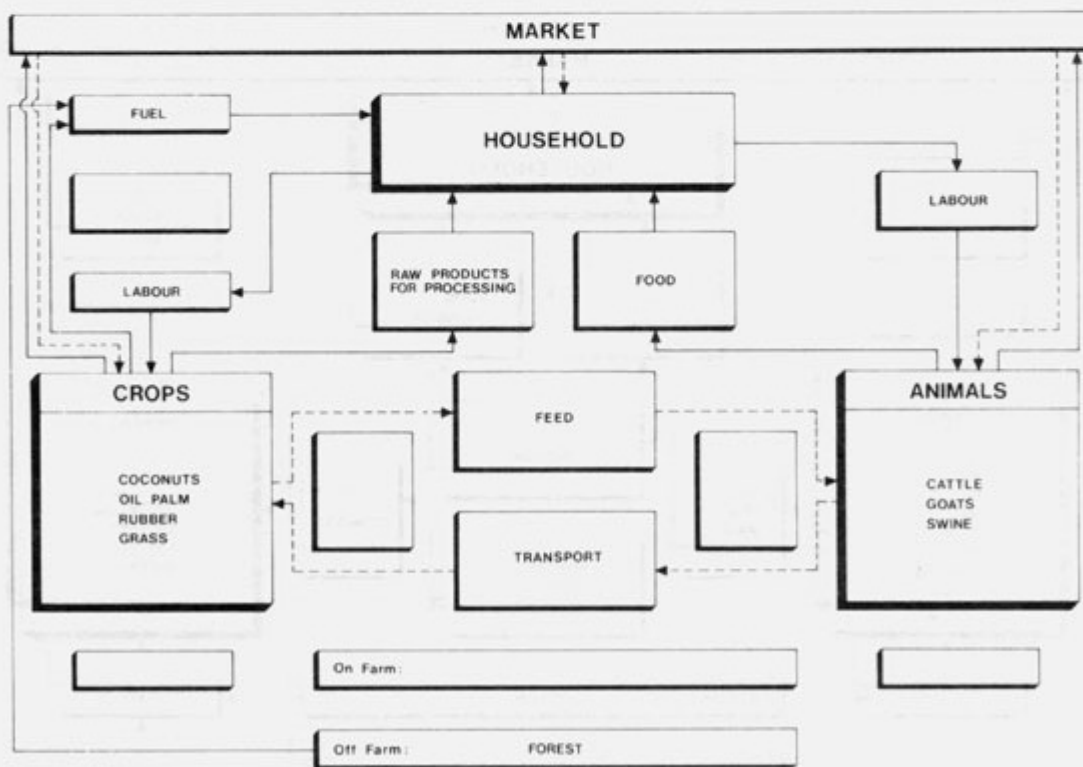 MARKET
FUEL
HOUSEHOLD
LABOUR
RAW PRODUCTS
FOR PROCESSING
FOOD
LABOUR
CROPS
FEED
ANIMALS
COCONUTS
OIL PALM
RUBBER
GRASS
CATTLE
GOATS
SWINE
TRANSPORT
On Farm:
Off Farm: FOREST